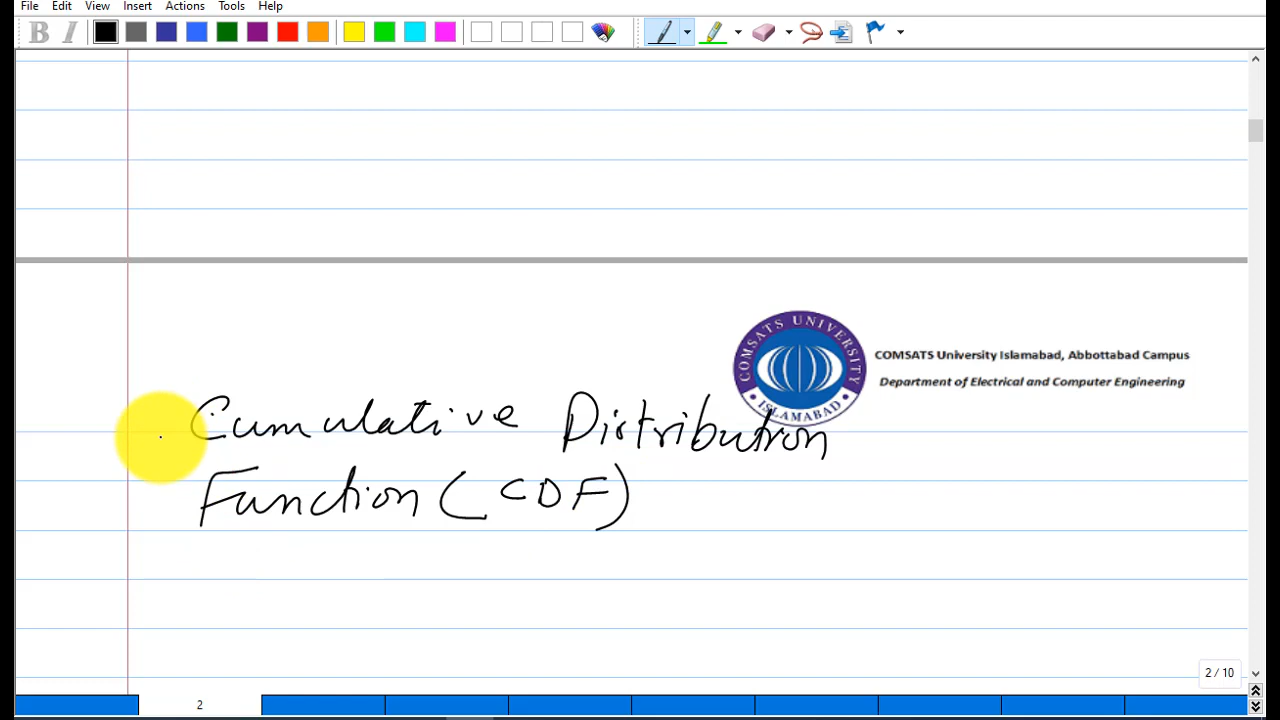 File Edit View Insert Actions Tools Help
B I
COMSATS UNIVERSITY
ISLAMABAD
COMSATS University Islamabad, Abbottabad Campus
Department of Electrical and Computer Engineering
Cumulative Distribution
Function (CDF)
2 / 10
2